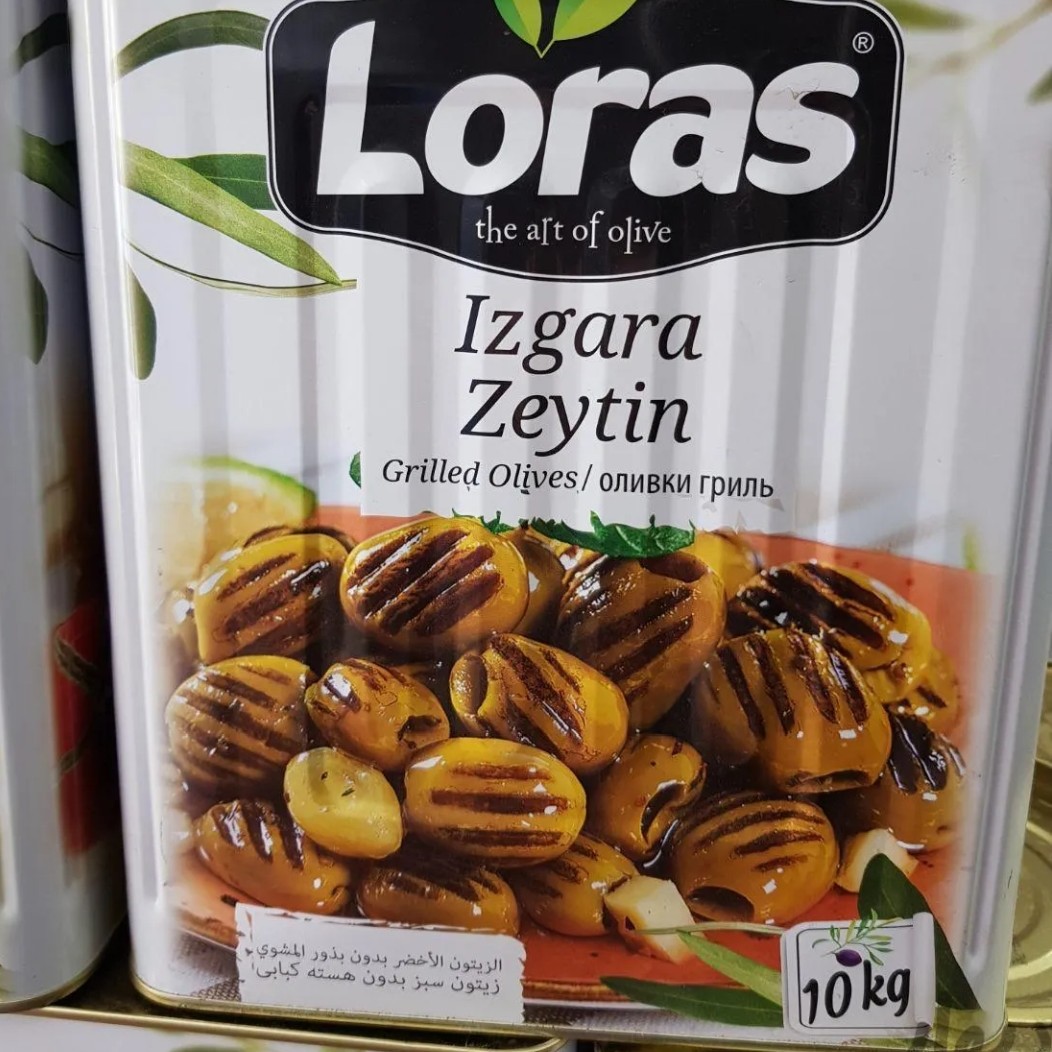 Loras®
the art of olive
Izgara
Zeytin
Grilled Olives/ оливки гриль
الزيتون الأخضر بدون بذور المشوي
زيتون سبز بدون هسته کبابی
10 kg